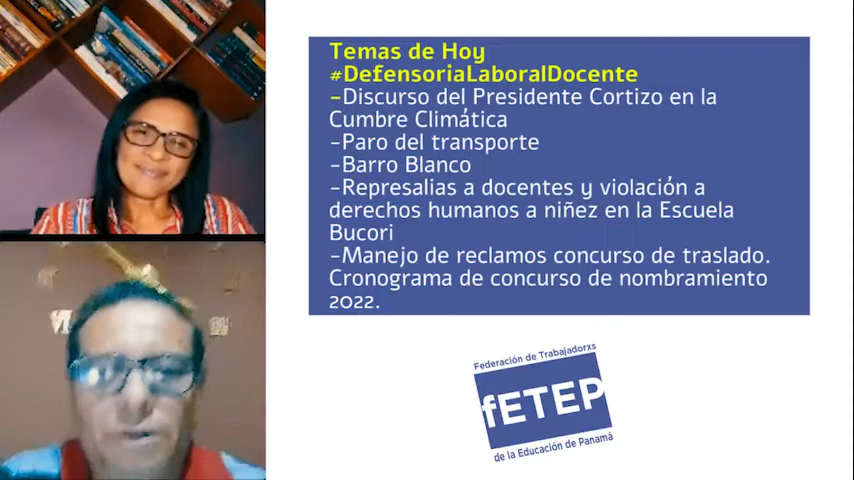 Temas de Hoy
#DefensoriaLaboralDocente
-Discurso del Presidente Cortizo en la
Cumbre Climática
-Paro del transporte
-Barro Blanco
-Represalias a docentes y violación a
derechos humanos a niñez en la Escuela
Bucori
-Manejo de reclamos concurso de traslado.
Cronograma de concurso de nombramiento
2022.
Federación de Trabajadorxs
fETEP
de la Educación de Panamá